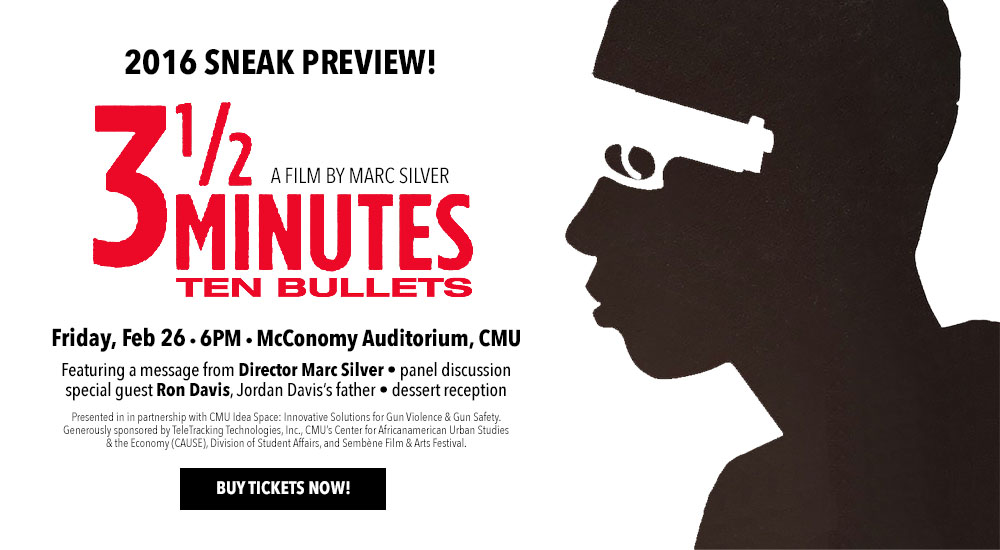 2016 SNEAK PREVIEW!
3 1/2
A FILM BY MARC SILVER
MINUTES
TEN BULLETS
Friday, Feb 26 • 6PM • McConomy Auditorium, CMU
Featuring a message from Director Marc Silver • panel discussion
special guest Ron Davis, Jordan Davis's father • dessert reception
Presented in in partnership with CMU Idea Space: Innovative Solutions for Gun Violence & Gun Safety.
Generously sponsored by TeleTracking Technologies, Inc., CMU's Center for Africanamerican Urban Studies
& the Economy (CAUSE), Division of Student Affairs, and Sembène Film & Arts Festival.
BUY TICKETS NOW!